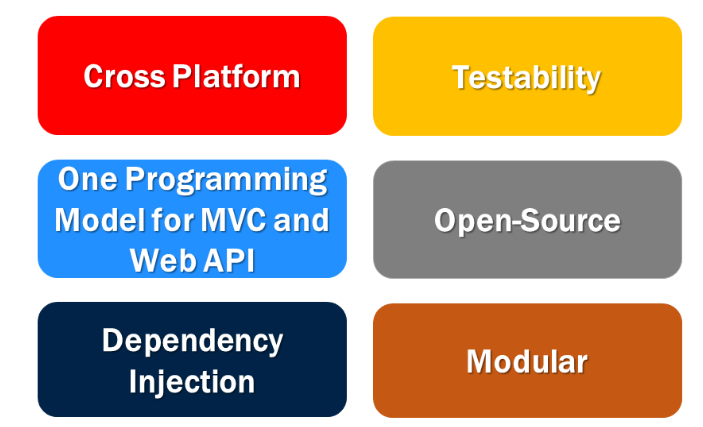 Cross Platform
Testability
One Programming
Model for MVC and
Web API
Open-Source
Dependency
Injection
Modular